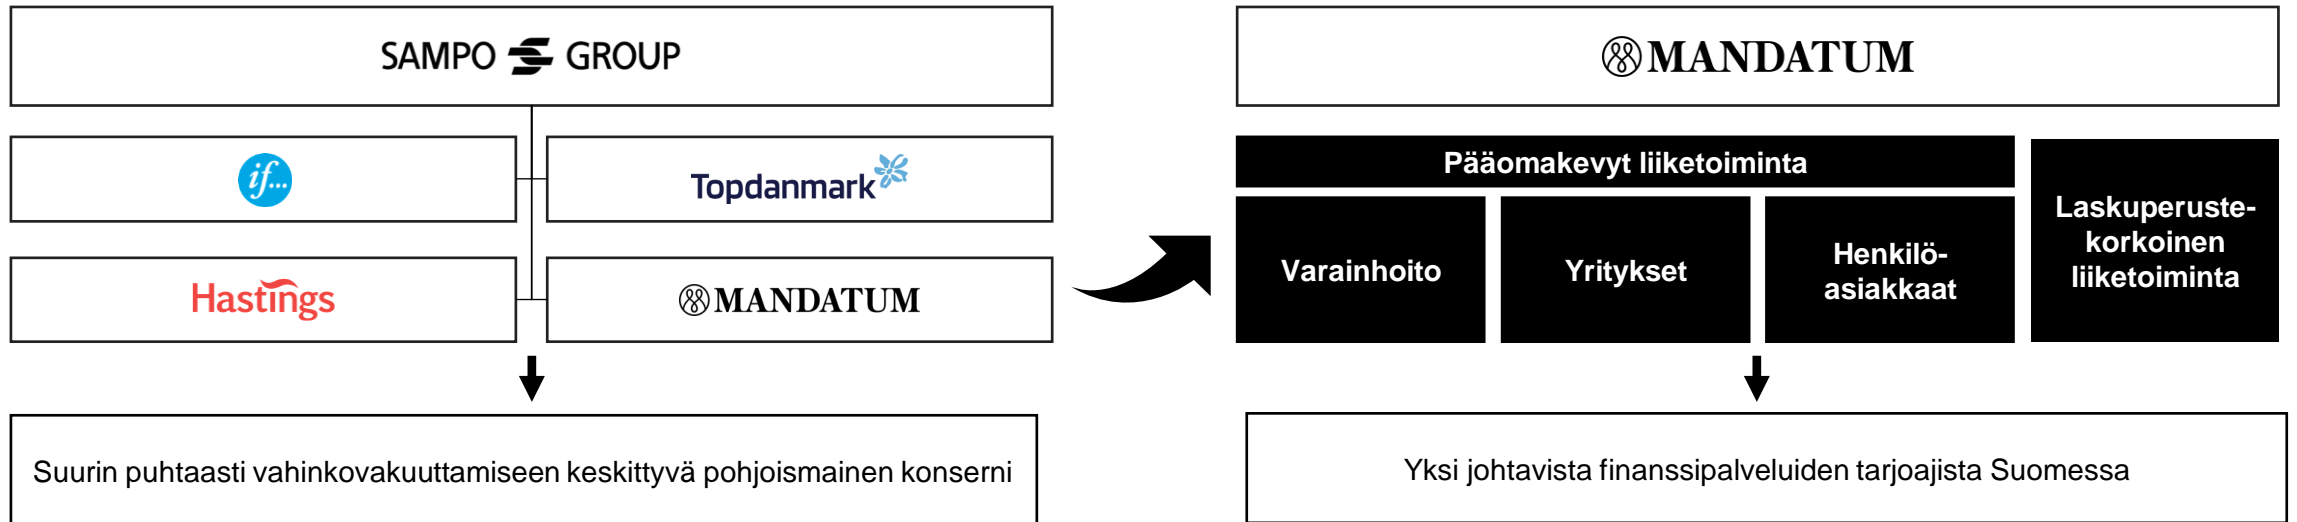 SAMPO GROUP
if...
Topdanmark
Hastings
MANDATUM
Suurin puhtaasti vahinkovakuuttamiseen keskittyvä pohjoismainen konserni
MANDATUM
Pääomakevyt liiketoiminta
Varainhoito
Yritykset
Henkilö-
asiakkaat
Laskuperuste-
korkoinen
liiketoiminta
Yksi johtavista finanssipalveluiden tarjoajista Suomessa